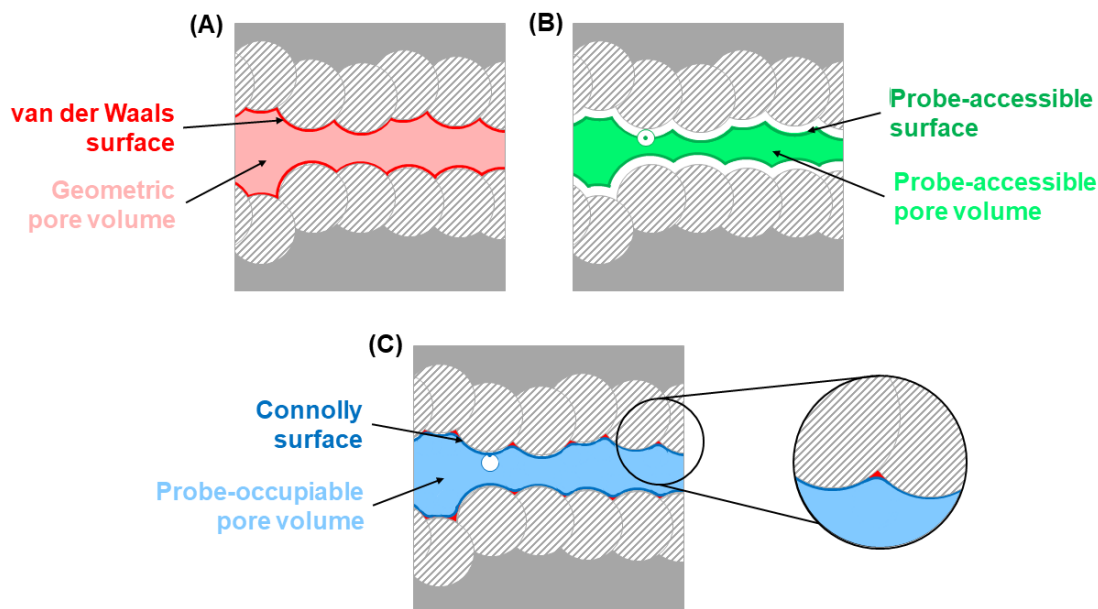 (A)
van der Waals
surface
Geometric
pore volume
(B)
Probe-accessible
surface
Probe-accessible
pore volume
(C)
Connolly
surface
Probe-occupiable
pore volume